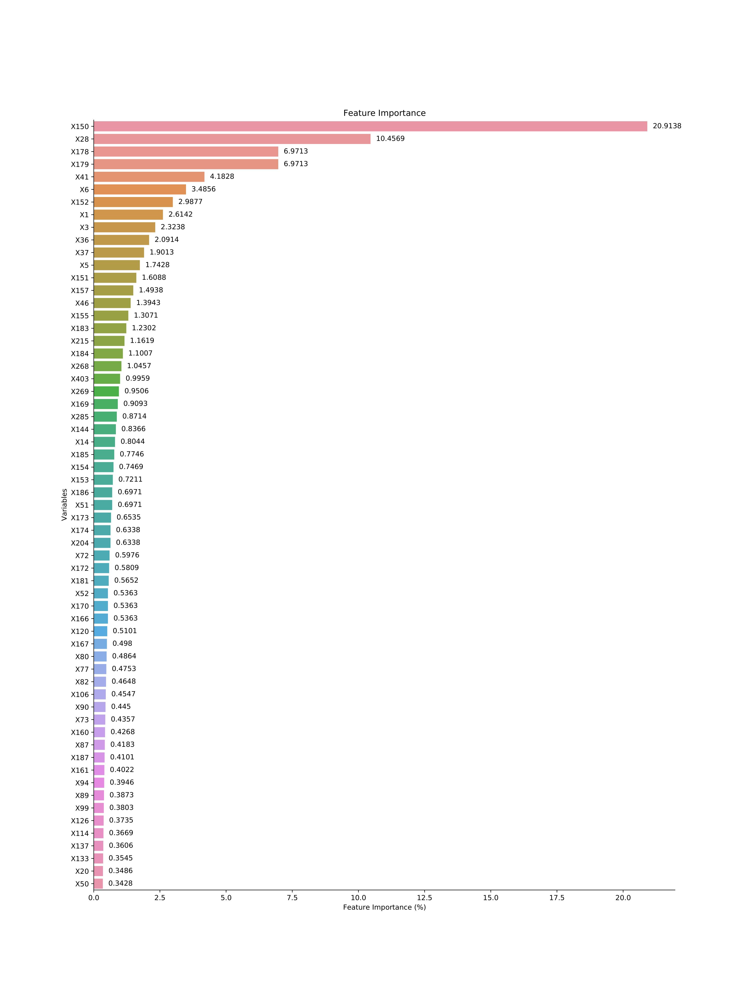 Feature Importance
X150 20.9138
X28 10.4569
X178 6.9713
X179 6.9713
X41 4.1828
X6 3.4856
X152 2.9877
X1 2.6142
X3 2.3238
X36 2.0914
X37 1.9013
X5 1.7428
X151 1.6088
X157 1.4938
X46 1.3943
X155 1.3071
X183 1.2302
X215 1.1619
X184 1.1007
X268 1.0457
X403 0.9959
X269 0.9506
X169 0.9093
X285 0.8714
X144 0.8366
X14 0.8044
X185 0.7746
X154 0.7469
X153 0.7211
X186 0.6971
X51 0.6971
X173 0.6535
X174 0.6338
X204 0.6338
X72 0.5976
X172 0.5809
X181 0.5652
X52 0.5363
X170 0.5363
X166 0.5363
X120 0.5101
X167 0.498
X80 0.4864
X77 0.4753
X82 0.4648
X106 0.4547
X90 0.445
X73 0.4357
X160 0.4268
X87 0.4183
X187 0.4101
X161 0.4022
X94 0.3946
X89 0.3873
X99 0.3803
X126 0.3735
X114 0.3669
X137 0.3606
X133 0.3545
X20 0.3486
X50 0.3428
Variables
0.0 2.5 5.0 7.5 10.0 12.5 15.0 17.5 20.0
Feature Importance (%)